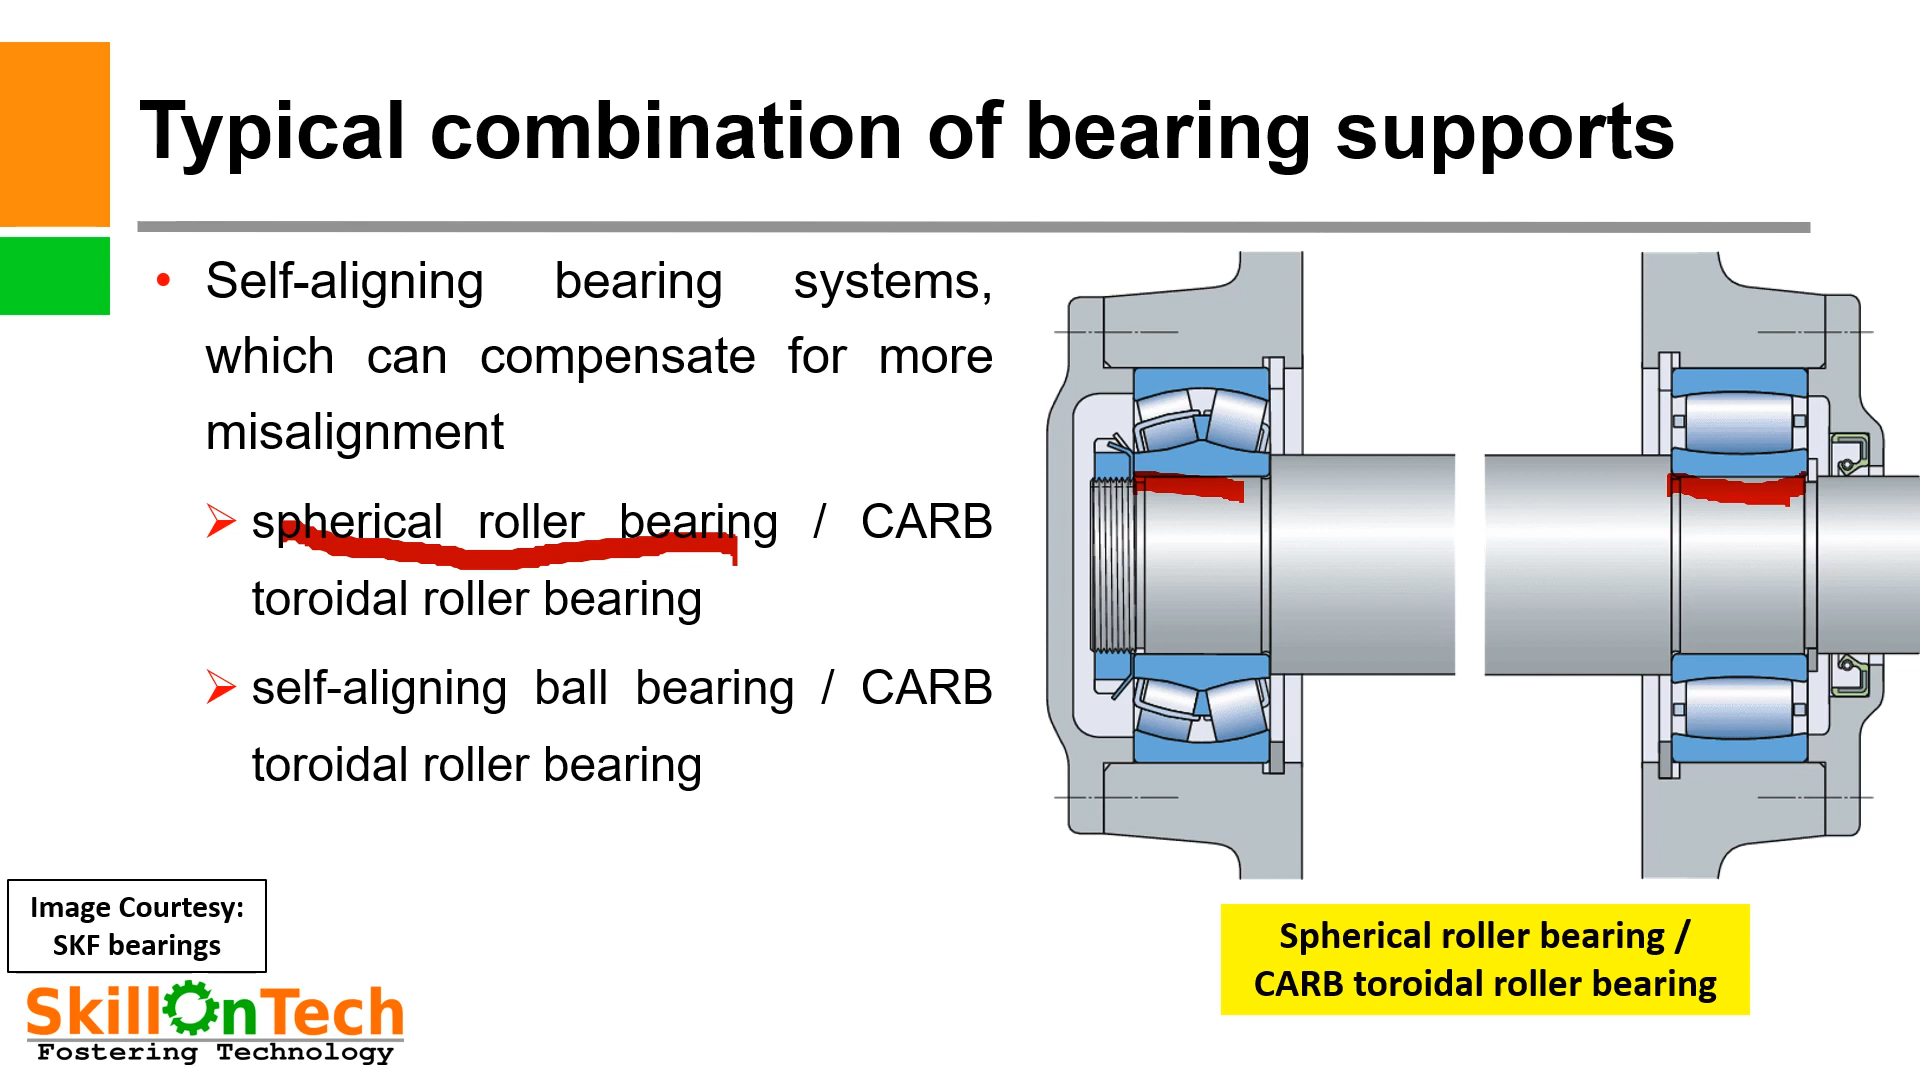 Typical combination of bearing supports
• Self-aligning bearing systems,
which can compensate for more
misalignment
spherical roller bearing / CARB
toroidal roller bearing
self-aligning ball bearing / CARB
toroidal roller bearing
Spherical roller bearing /
CARB toroidal roller bearing
Image Courtesy:
SKF bearings
SkillOnTech
Fostering Technology